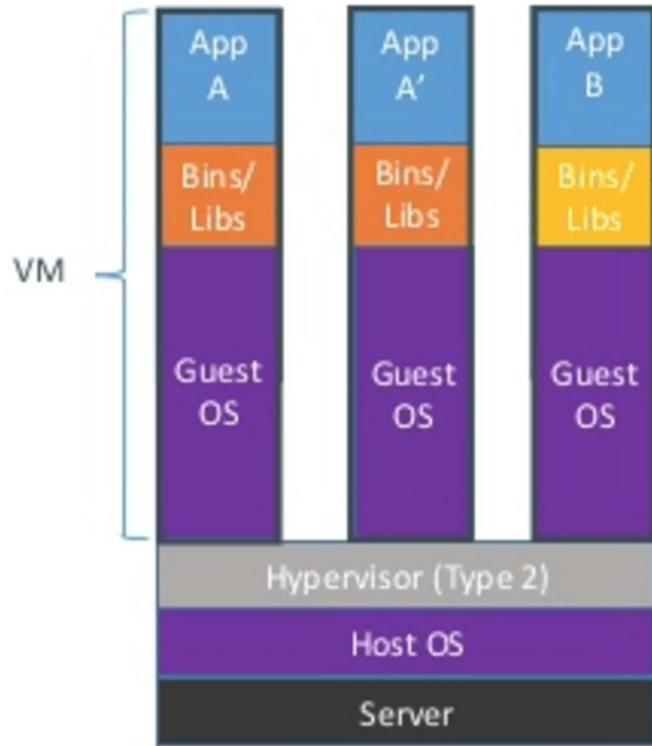 App
A
App
A'
App
B
Bins/
Libs
Bins/
Libs
Bins/
Libs
VM
Guest
OS
Guest
OS
Guest
OS
Hypervisor (Type 2)
Host OS
Server